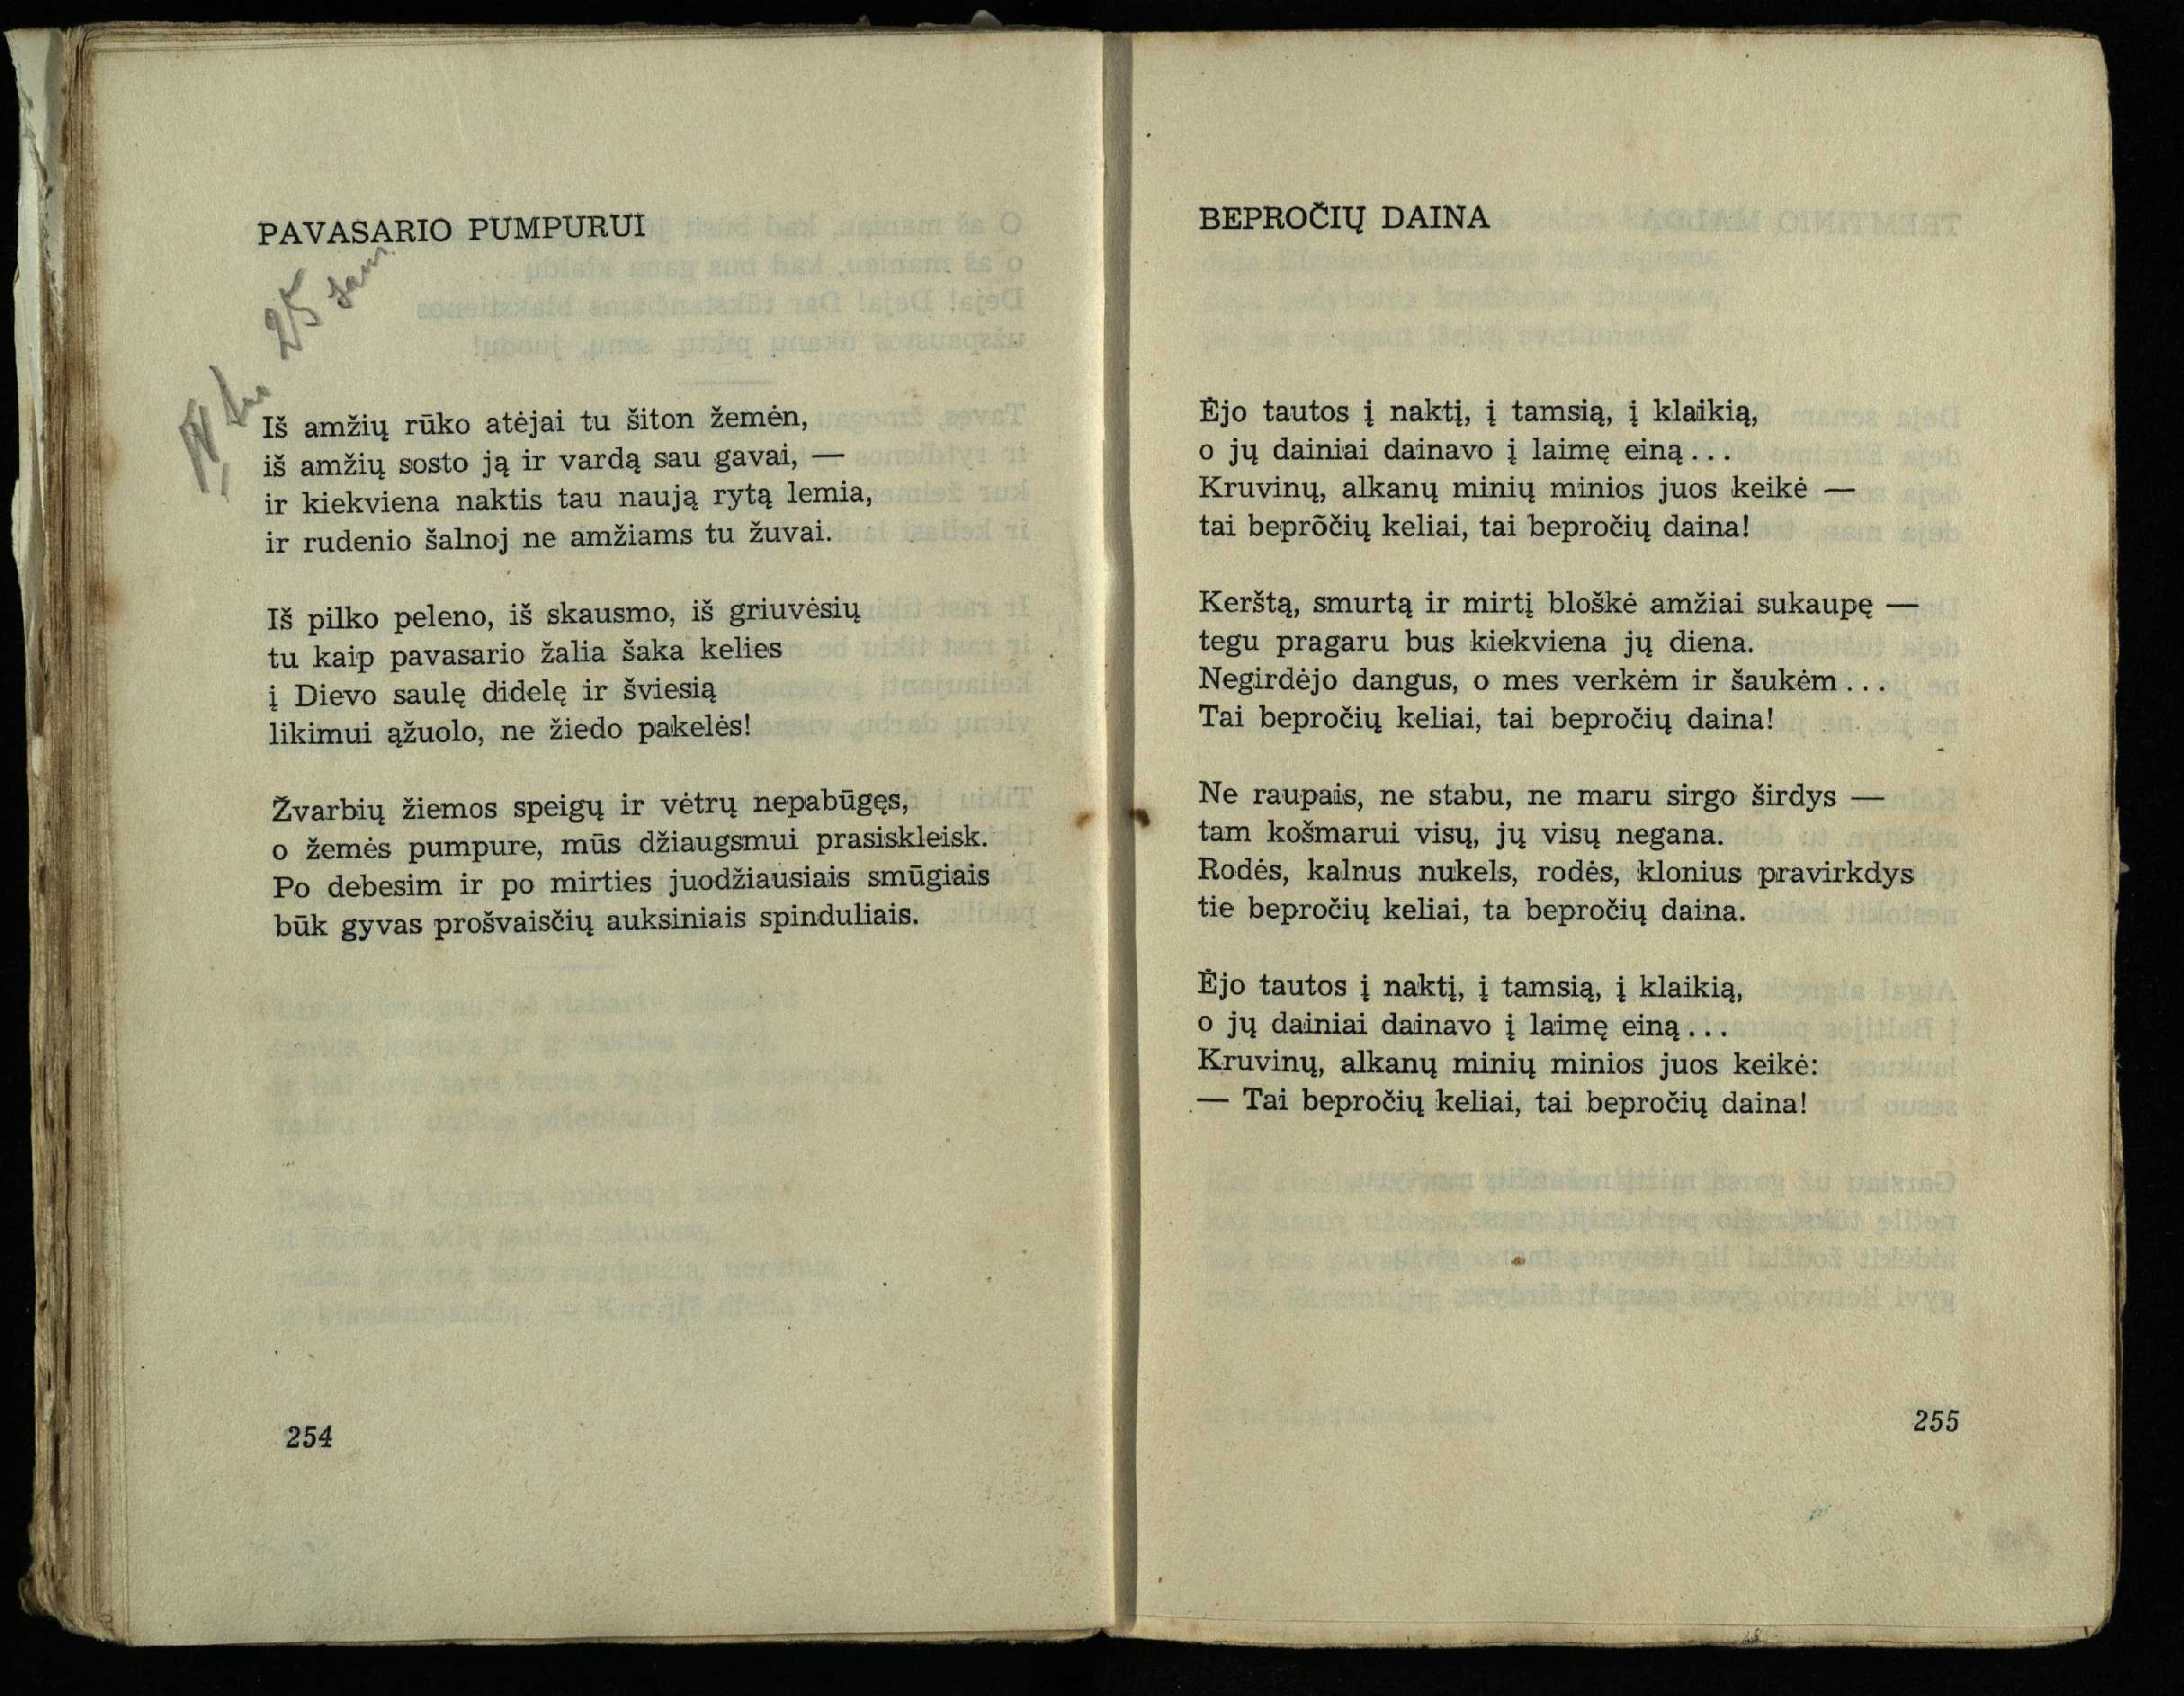 PAVASARIO PUMPURUI
25
Iš amžių rūko atėjai tu šiton žemėn,
iš amžių sosto ją ir vardą sau gavai, —
ir kiekviena naktis tau naują rytą lemia,
ir rudenio šalnoj ne amžiams tu žuvai.
Iš pilko peleno, iš skausmo, iš griuvėsių
tu kaip pavasario žalia šaka kelies
į Dievo saulę didelę ir šviesią
likimui ąžuolo, ne žiedo pakelės!
Žvarbių žiemos speigų ir vėtrų nepabūgęs,
o žemės pumpure, mūs džiaugsmui prasiskleisk.
Po debesim ir po mirties juodžiausiais smūgiais
būk gyvas prošvaisčių auksiniais spinduliais.
254
BEPROČIŲ DAINA
Ėjo tautos į naktį, į tamsią, į klaikią,
o jų dainiai dainavo į laimę einą...
Kruvinų, alkanų minių minios juos keikė —
tai beprõčių keliai, tai bepročių daina!
Kerštą, smurtą ir mirtį bloškė amžiai sukaupę —
tegu pragaru bus kiekviena jų diena.
Negirdėjo dangus, o mes verkėm ir šaukėm...
Tai bepročių keliai, tai bepročių daina!
Ne raupais, ne stabu, ne maru sirgo širdys —
tam košmarui visų, jų visų negana.
Rodės, kalnus nukels, rodės, klonius pravirkdys
tie bepročių keliai, ta bepročių daina.
Ėjo tautos į naktį, į tamsią, į klaikią,
o jų dainiai dainavo į laimę einą...
Kruvinų, alkanų minių minios juos keikė:
— Tai bepročių keliai, tai bepročių daina!
255